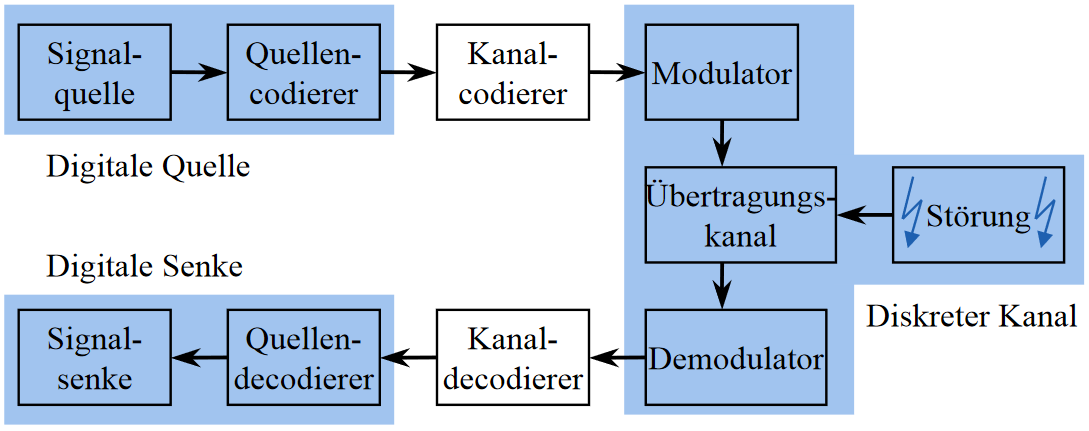 Signal-
quelle
Quellen-
codierer
Kanal-
codierer
Modulator
Digitale Quelle
Übertragungs-
kanal
Störung
Digitale Senke
Diskreter Kanal
Signal-
senke
Quellen-
decodierer
Kanal-
decodierer
Demodulator